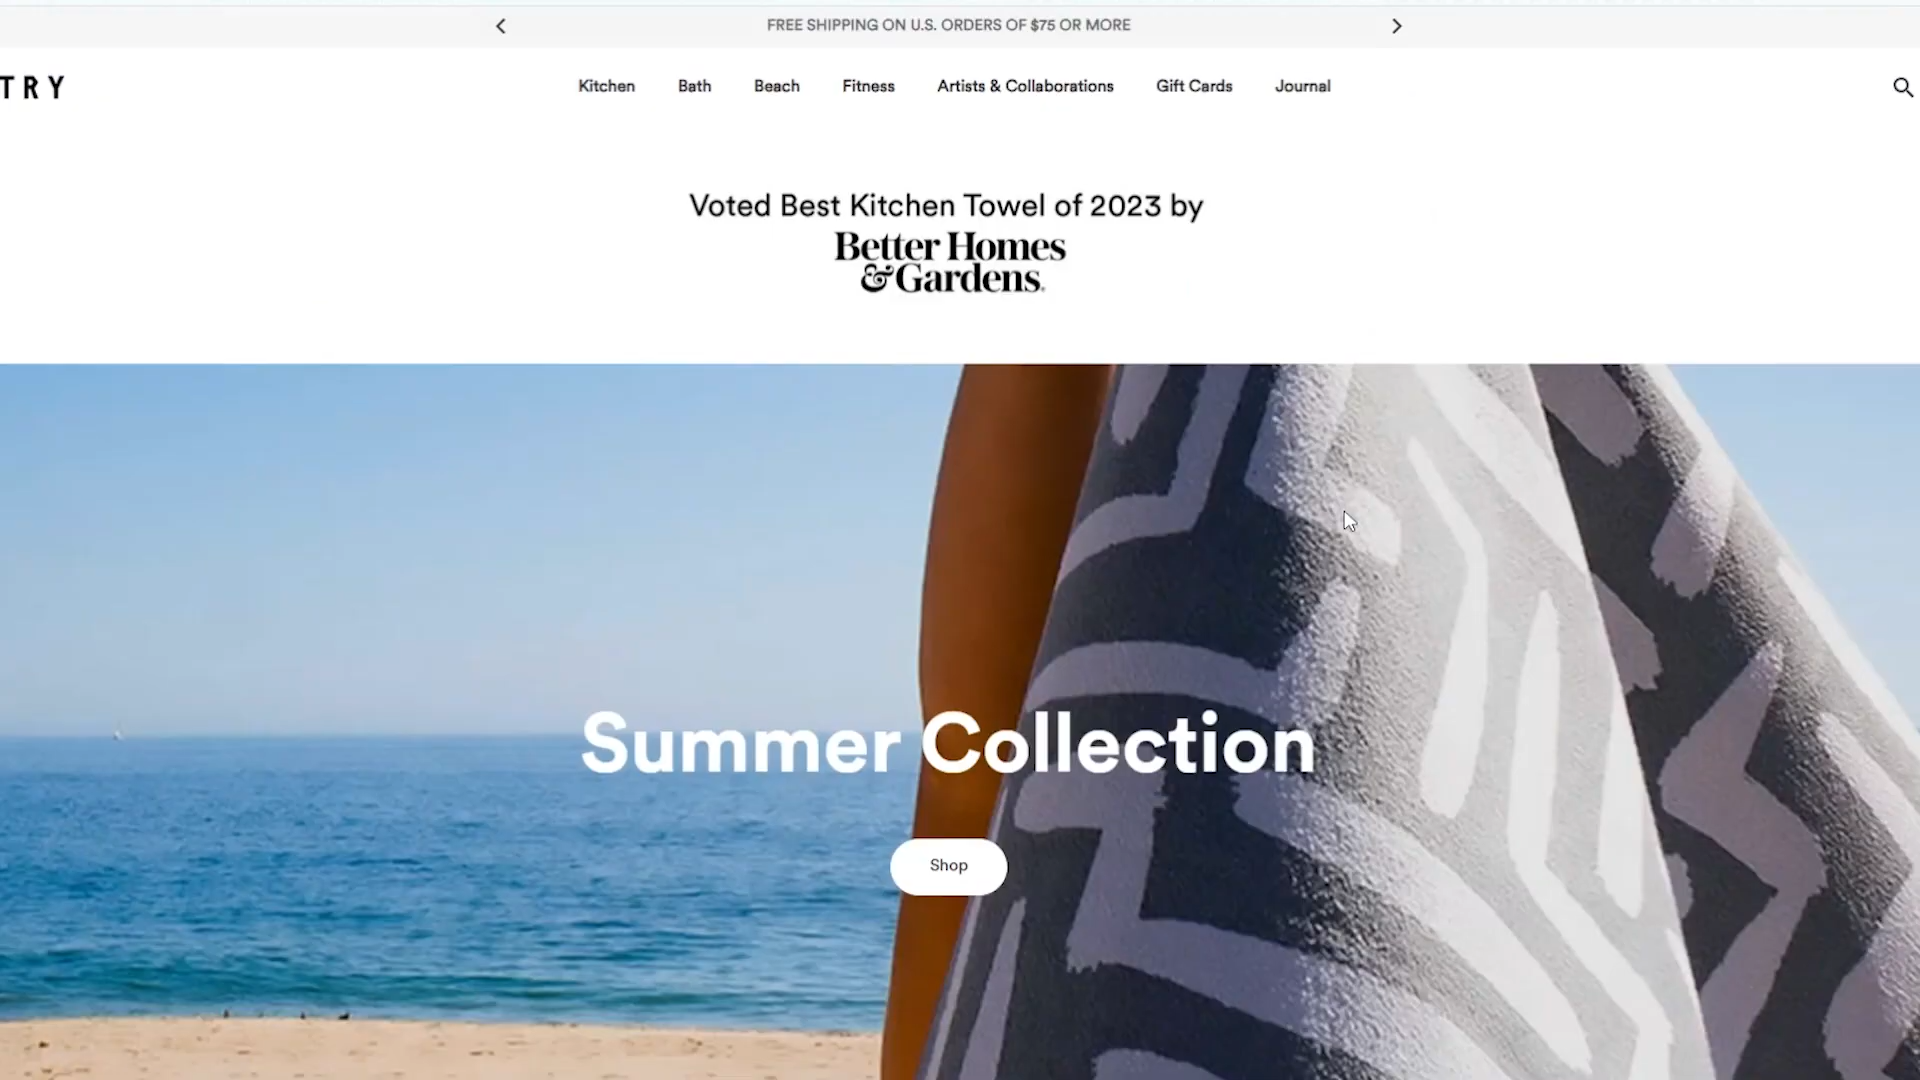 FREE SHIPPING ON U.S. ORDERS OF $75 OR MORE
TRY
Kitchen Bath Beach Fitness Artists & Collaborations Gift Cards Journal
Voted Best Kitchen Towel of 2023 by
Better Homes
&Gardens.
Summer Collection
Shop